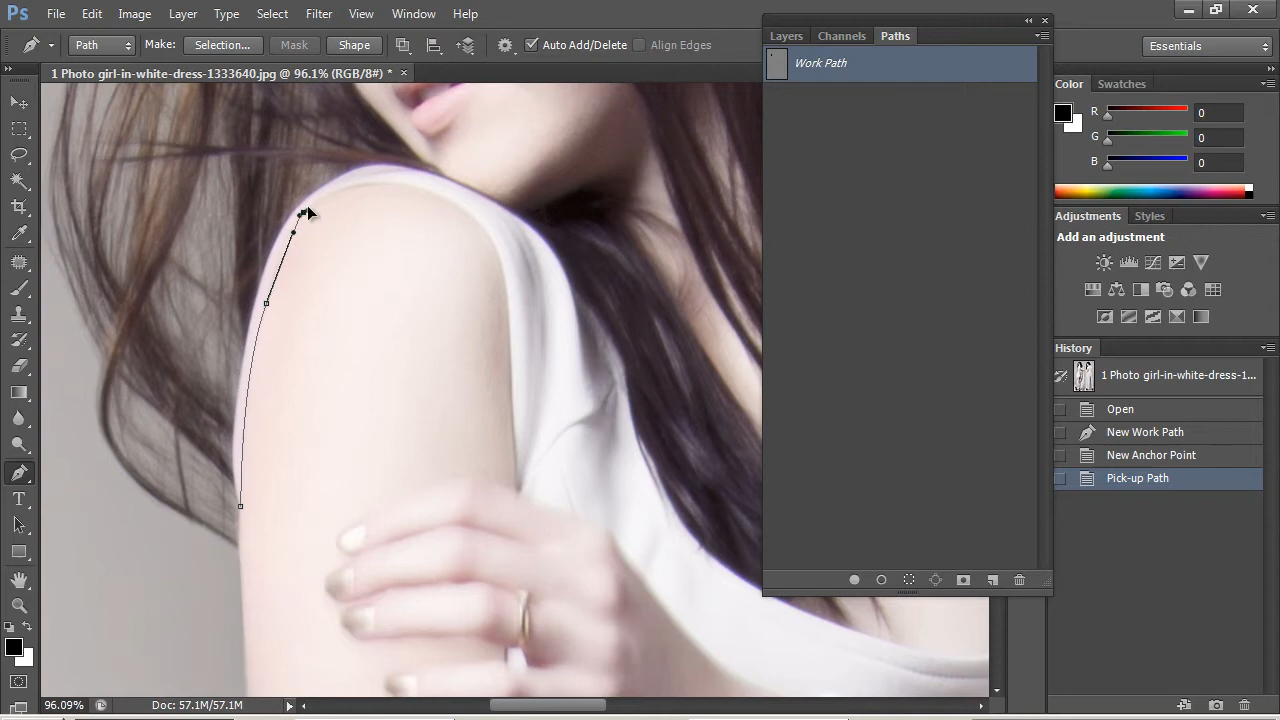 Ps File Edit Image Layer Type Select Filter View Window Help
Path Make: Selection... Mask Shape Auto Add/Delete Align Edges Essentials
1 Photo girl-in-white-dress-1333640.jpg @ 96.1% (RGB/8#) * ×
Layers Channels Paths
Work Path
Color Swatches
R 0
G 0
B 0
Adjustments Styles
Add an adjustment
History
1 Photo girl-in-white-dress-1...
Open
New Work Path
New Anchor Point
Pick-up Path
T
96.09% Doc: 57.1M/57.1M